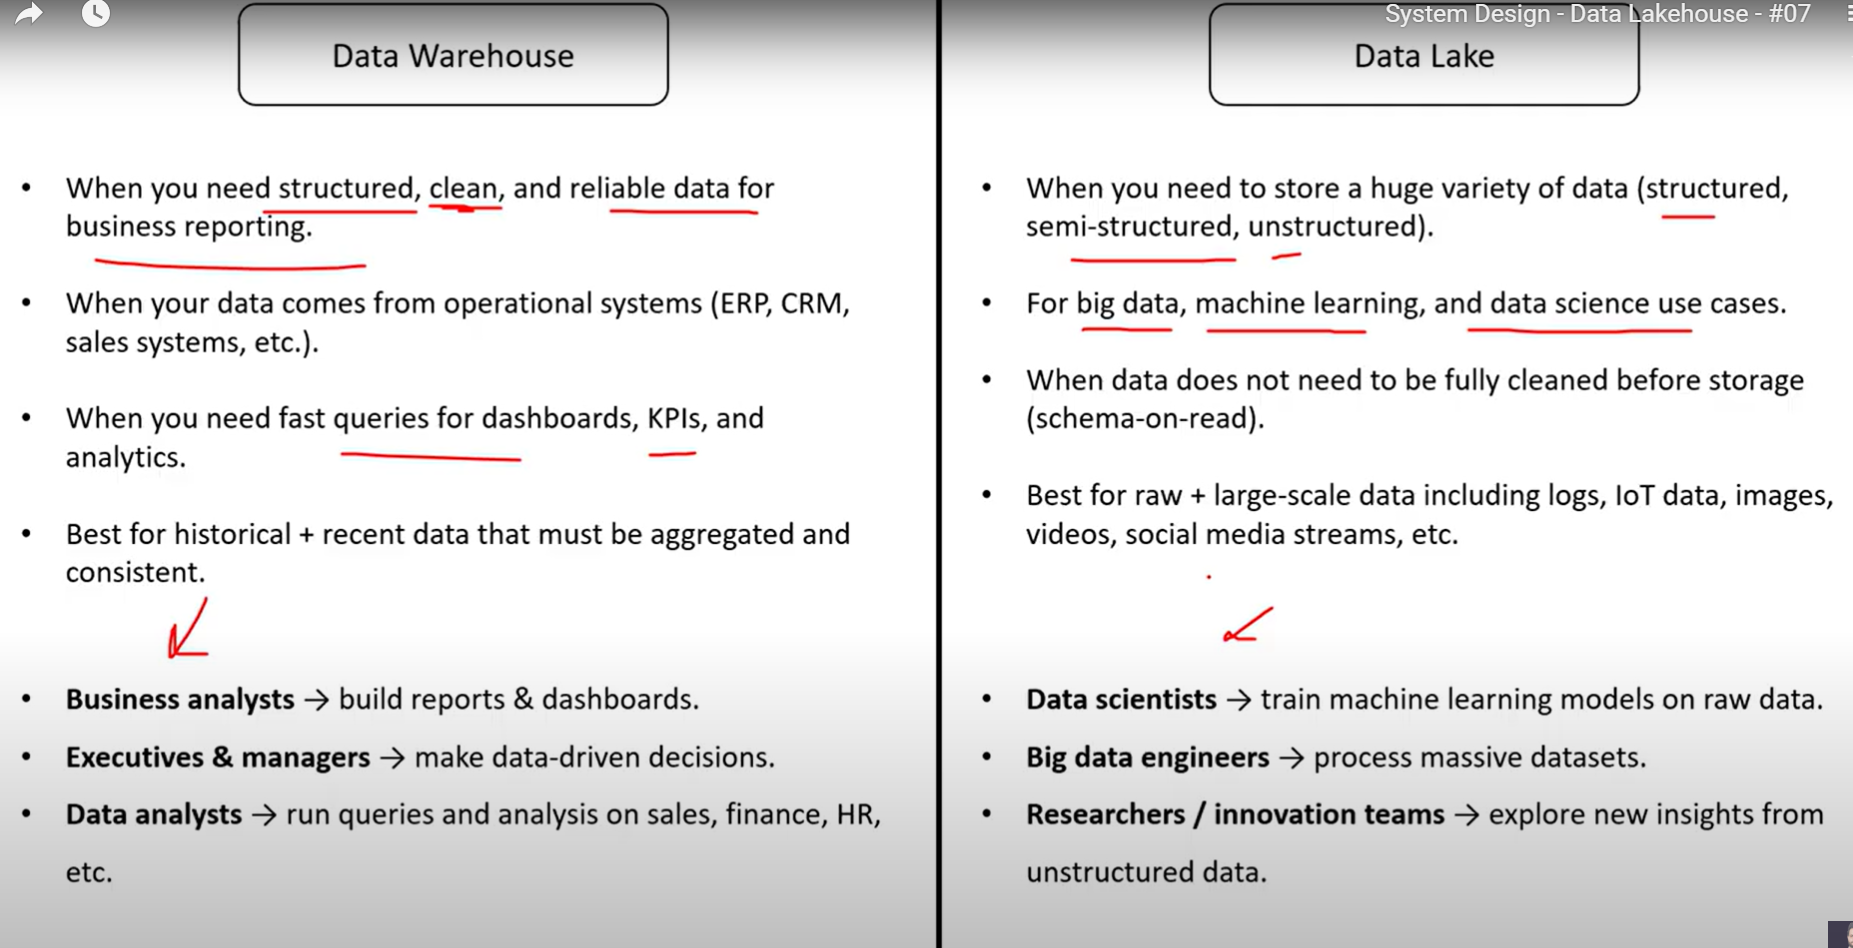 System Design - Data Lakehouse - #07
Data Warehouse
• When you need structured, clean, and reliable data for
business reporting.
• When your data comes from operational systems (ERP, CRM,
sales systems, etc.).
• When you need fast queries for dashboards, KPIs, and
analytics.
• Best for historical + recent data that must be aggregated and
consistent.
• Business analysts → build reports & dashboards.
• Executives & managers → make data-driven decisions.
• Data analysts → run queries and analysis on sales, finance, HR,
etc.
Data Lake
• When you need to store a huge variety of data (structured,
semi-structured, unstructured).
• For big data, machine learning, and data science use cases.
• When data does not need to be fully cleaned before storage
(schema-on-read).
• Best for raw + large-scale data including logs, IoT data, images,
videos, social media streams, etc.
• Data scientists → train machine learning models on raw data.
• Big data engineers → process massive datasets.
• Researchers / innovation teams → explore new insights from
unstructured data.